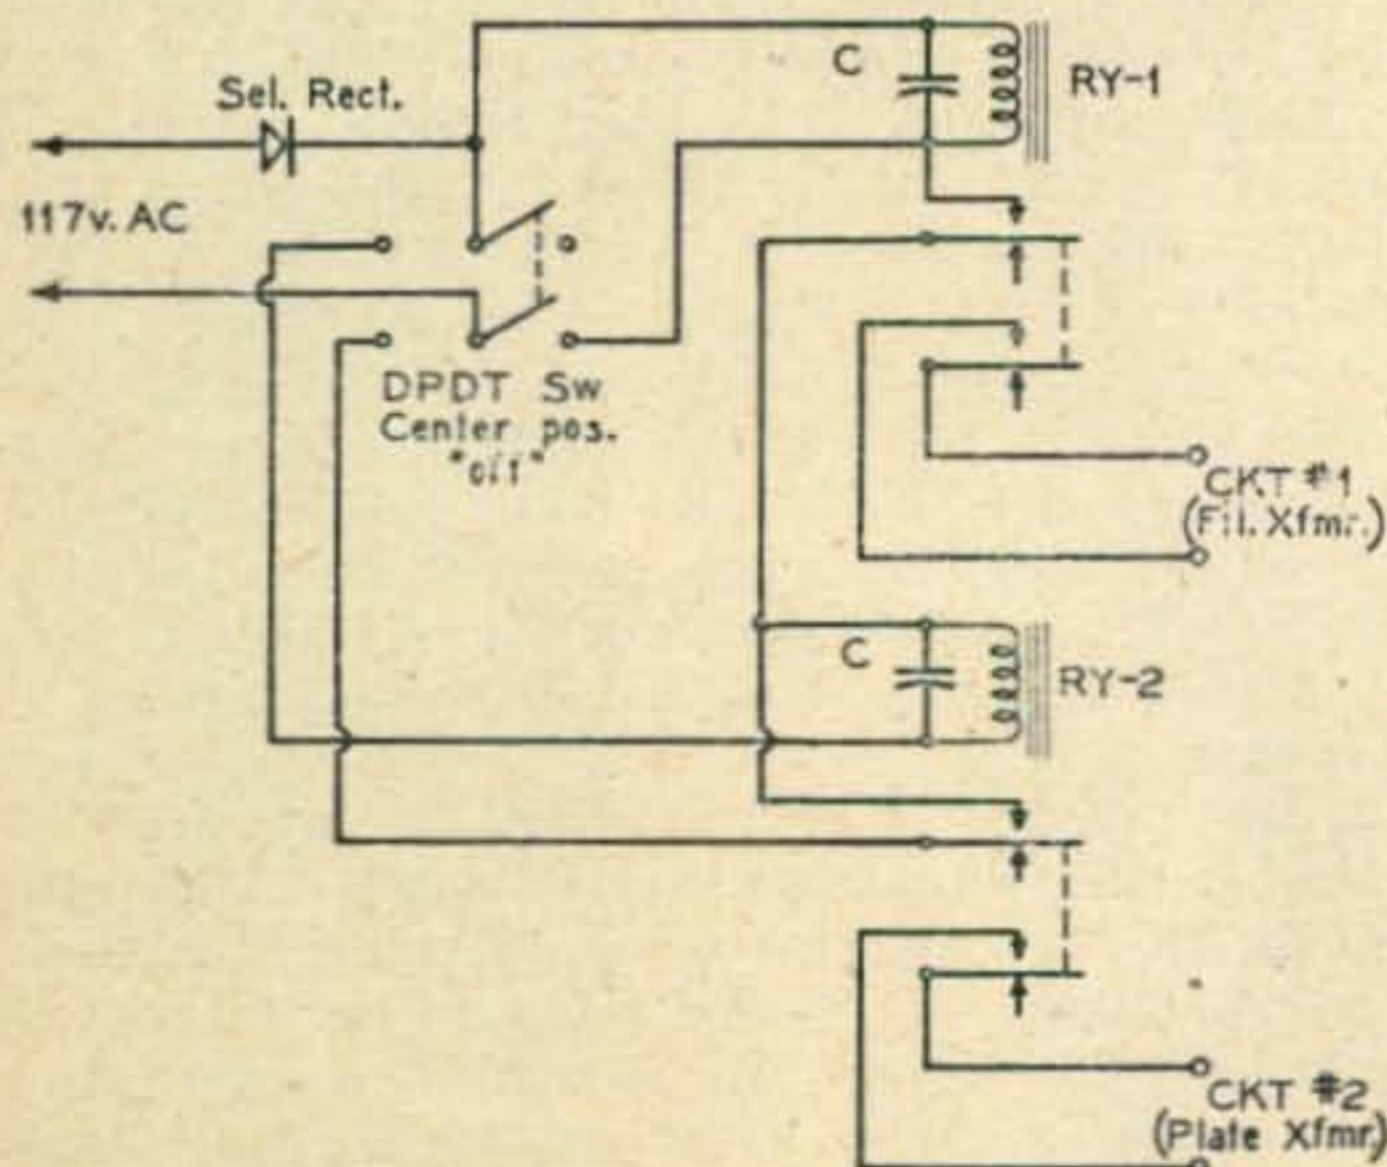 C
RY-1
Sel. Rect.
117v. AC
DPDT Sw
Center pos.
"off"
CKT #1
(Fil. Xfmr.)
C
RY-2
CKT #2
(Plate Xfmr)